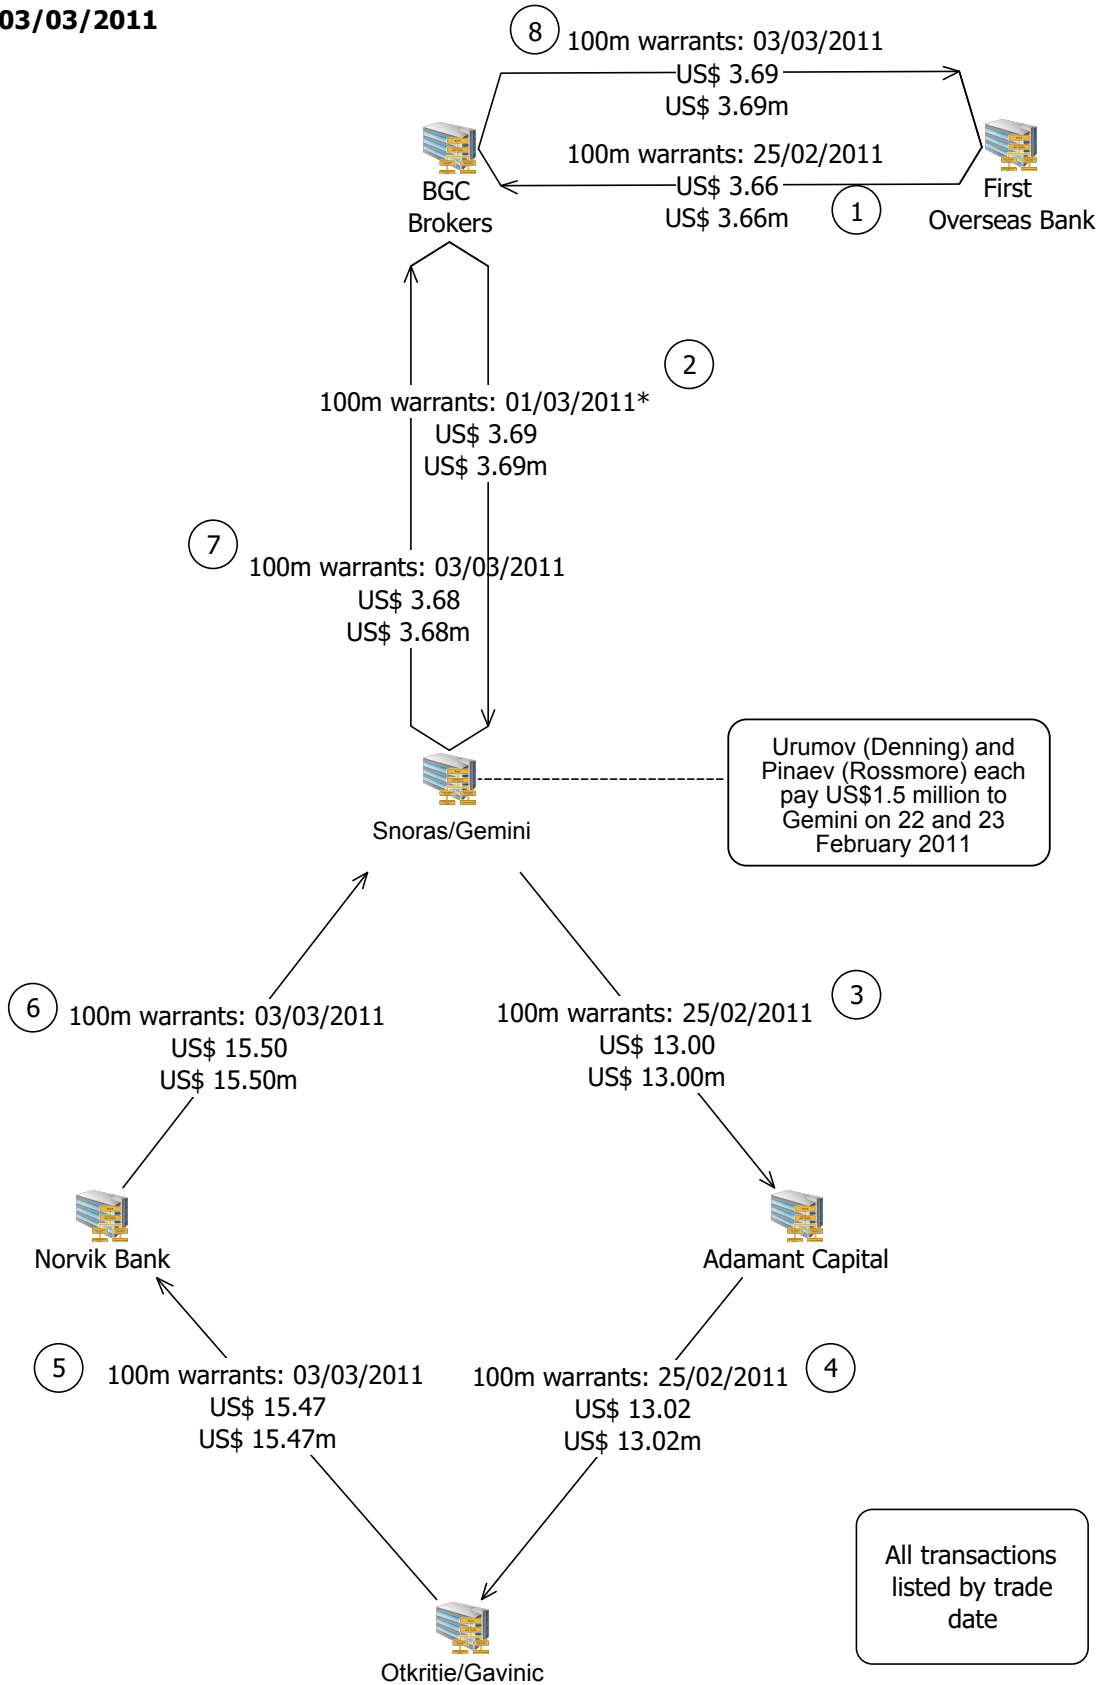 03/03/2011
8
100m warrants: 03/03/2011
US$ 3.69
US$ 3.69m
100m warrants: 25/02/2011
US$ 3.66
US$ 3.66m
1
BGC
Brokers
First
Overseas Bank
2
100m warrants: 01/03/2011*
US$ 3.69
US$ 3.69m
7
100m warrants: 03/03/2011
US$ 3.68
US$ 3.68m
Snoras/Gemini
Urumov (Denning) and
Pinaev (Rossmore) each
pay US$1.5 million to
Gemini on 22 and 23
February 2011
6
100m warrants: 03/03/2011
US$ 15.50
US$ 15.50m
3
100m warrants: 25/02/2011
US$ 13.00
US$ 13.00m
Norvik Bank
Adamant Capital
5
100m warrants: 03/03/2011
US$ 15.47
US$ 15.47m
4
100m warrants: 25/02/2011
US$ 13.02
US$ 13.02m
Otkritie/Gavinic
All transactions
listed by trade
date